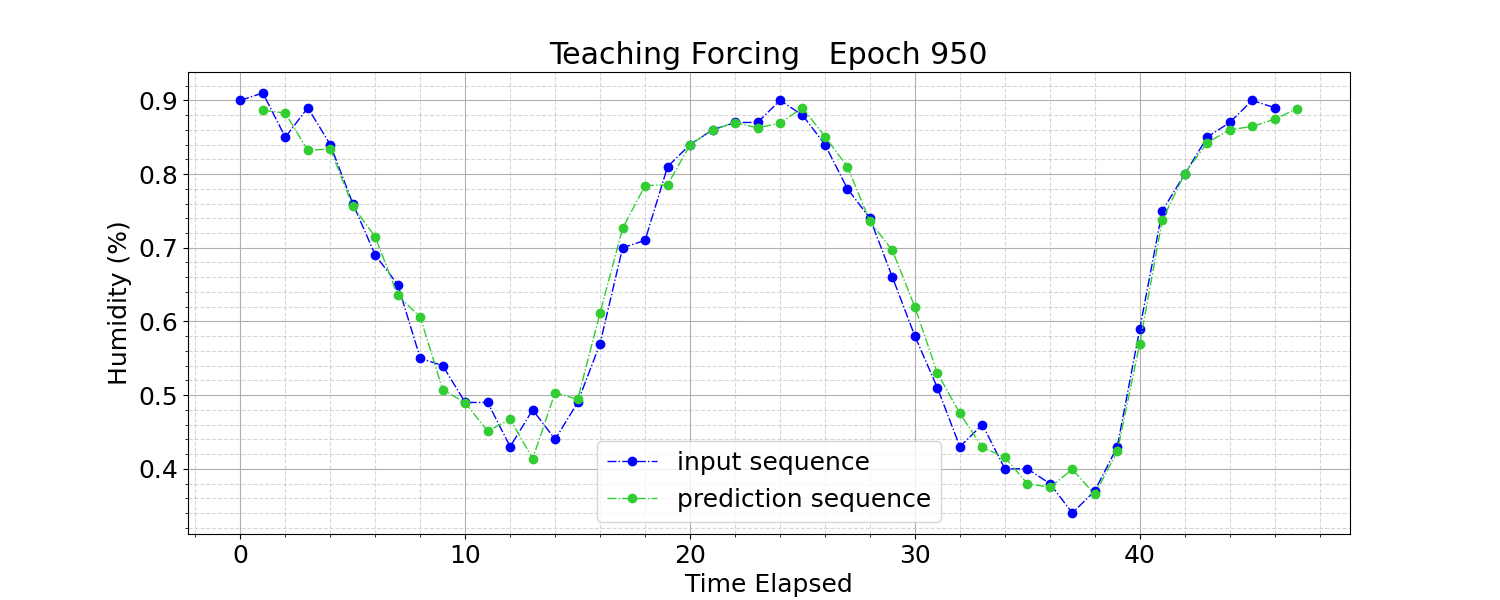 Teaching Forcing   Epoch 950
Humidity (%)
0.9
0.8
0.7
0.6
0.5
0.4
input sequence
prediction sequence
0 10 20 30 40
Time Elapsed